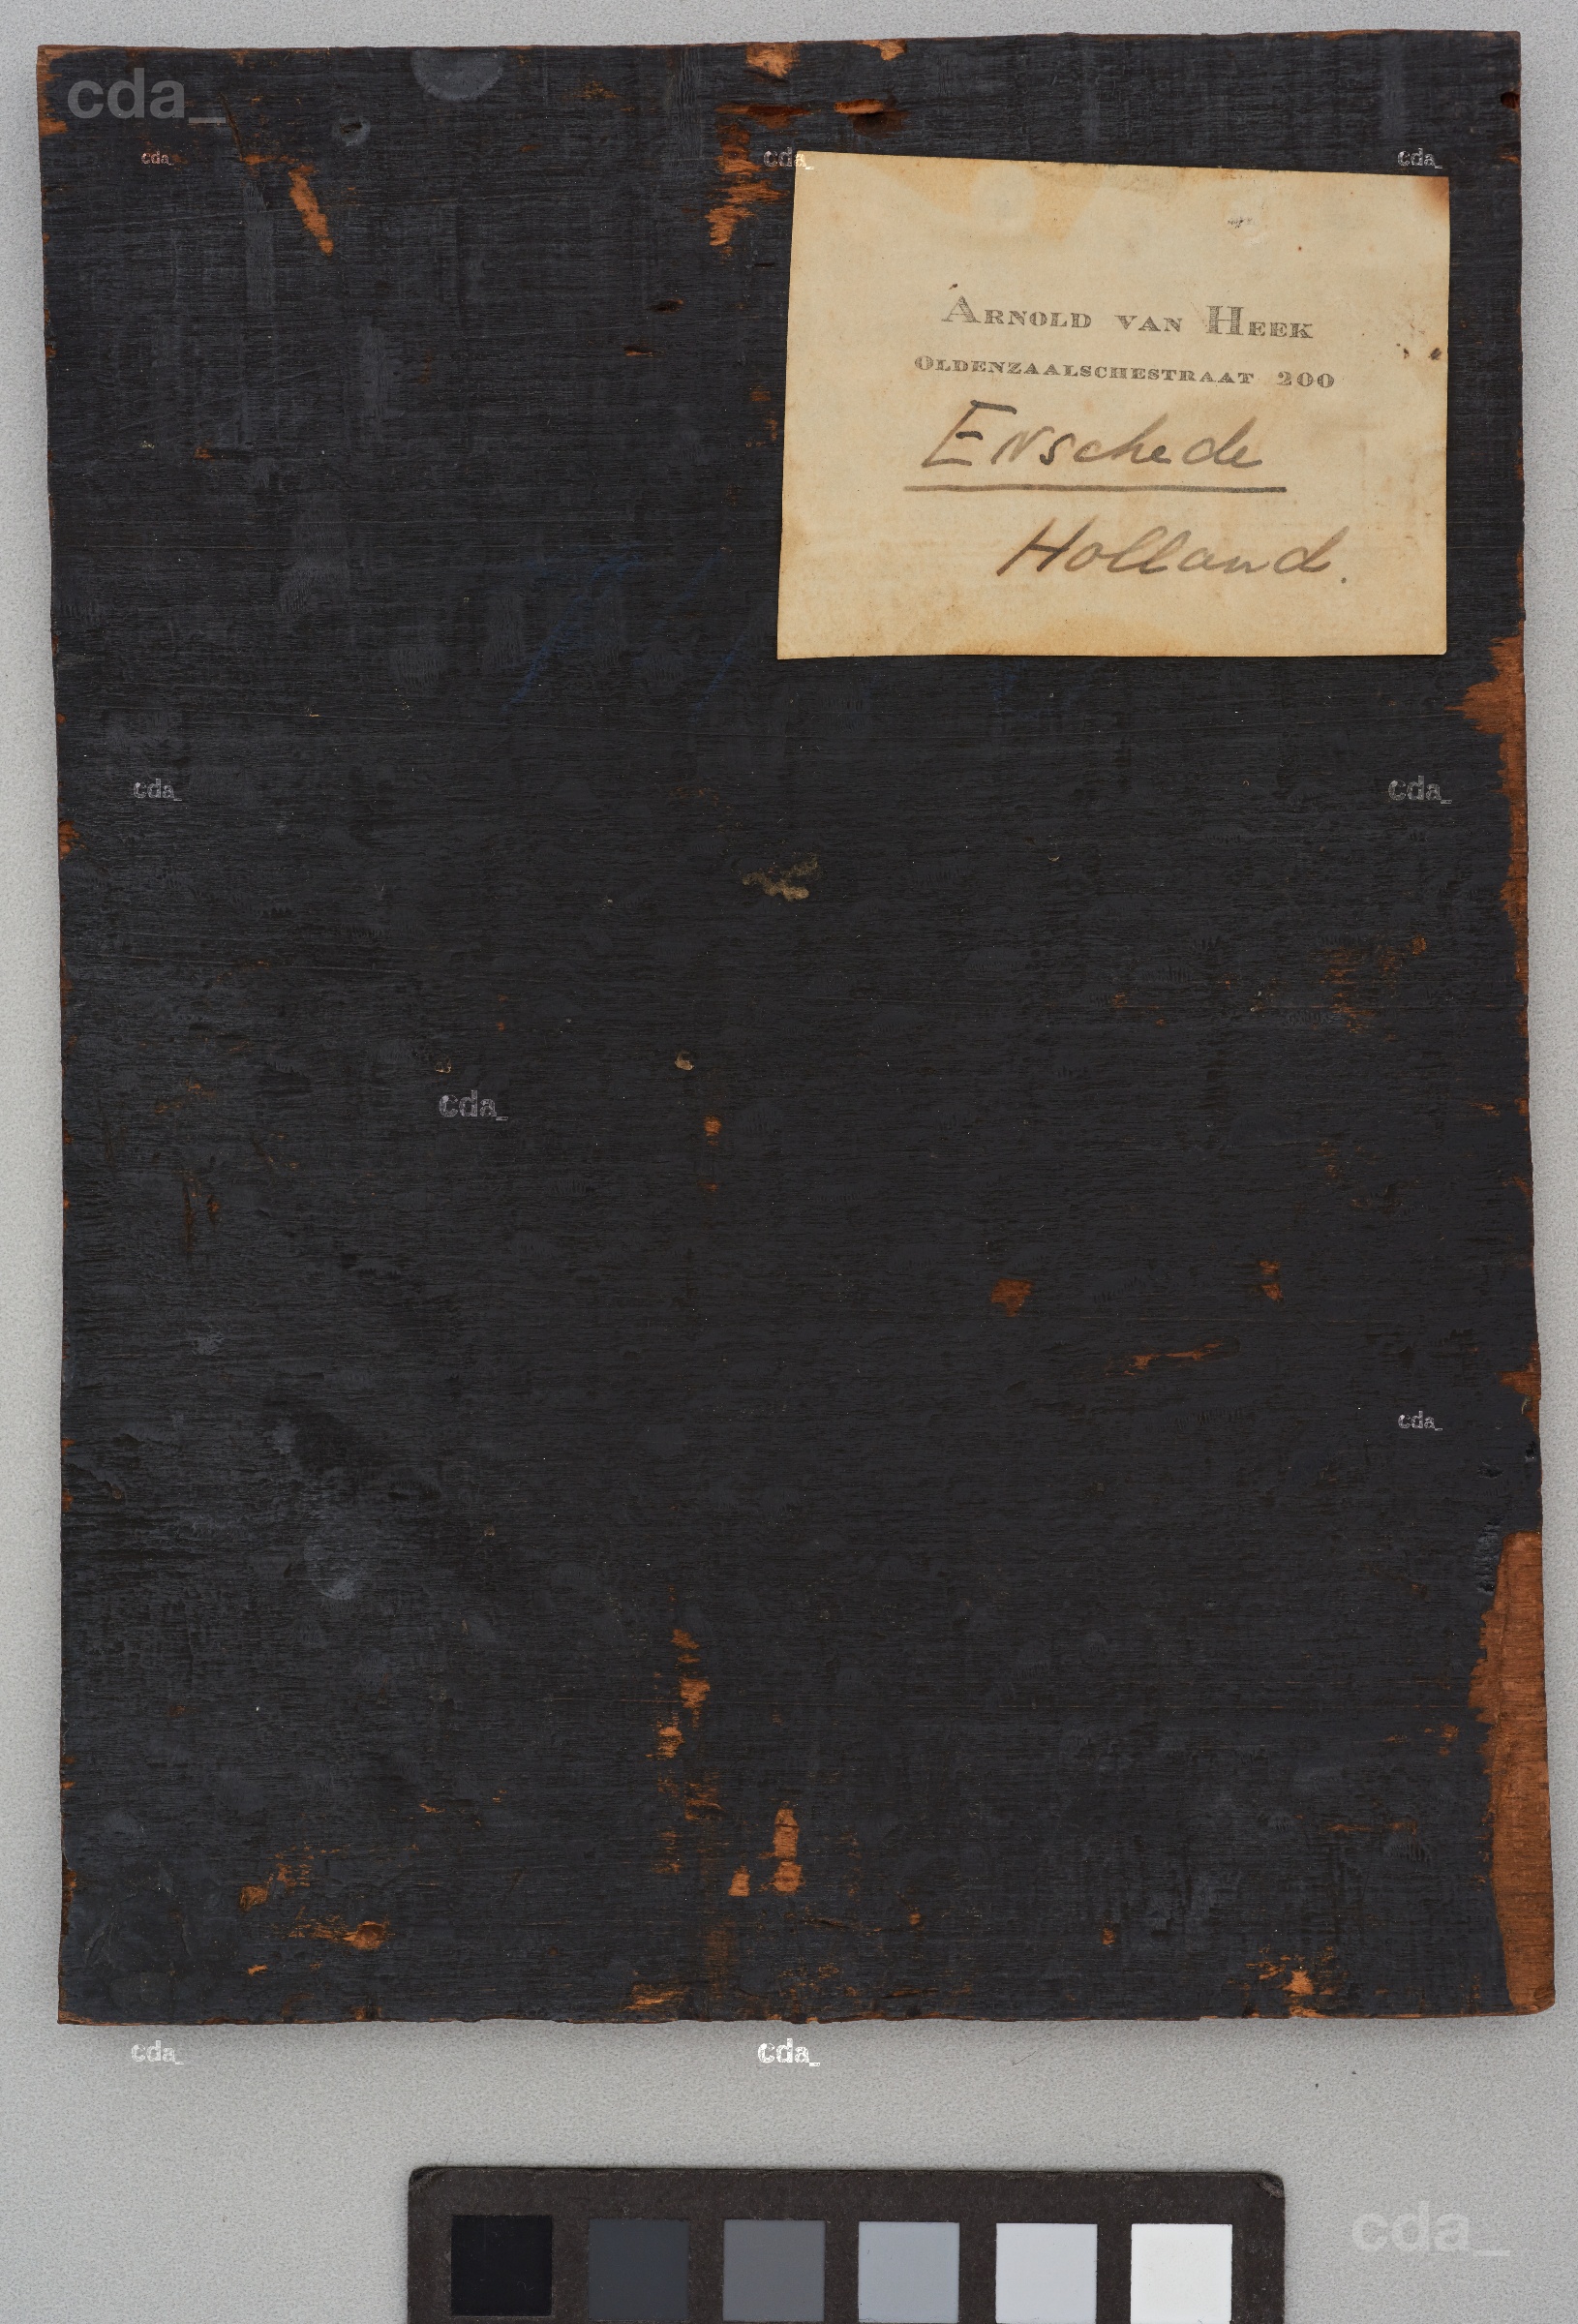 cda_
cda_
cda_
cda_
ARNOLD VAN HEEK
OLDENZAALSCHESTRAAT 200
Enschede
Holland.
cda_
cda_
cda_
cda_
cda_
cda_
cda_